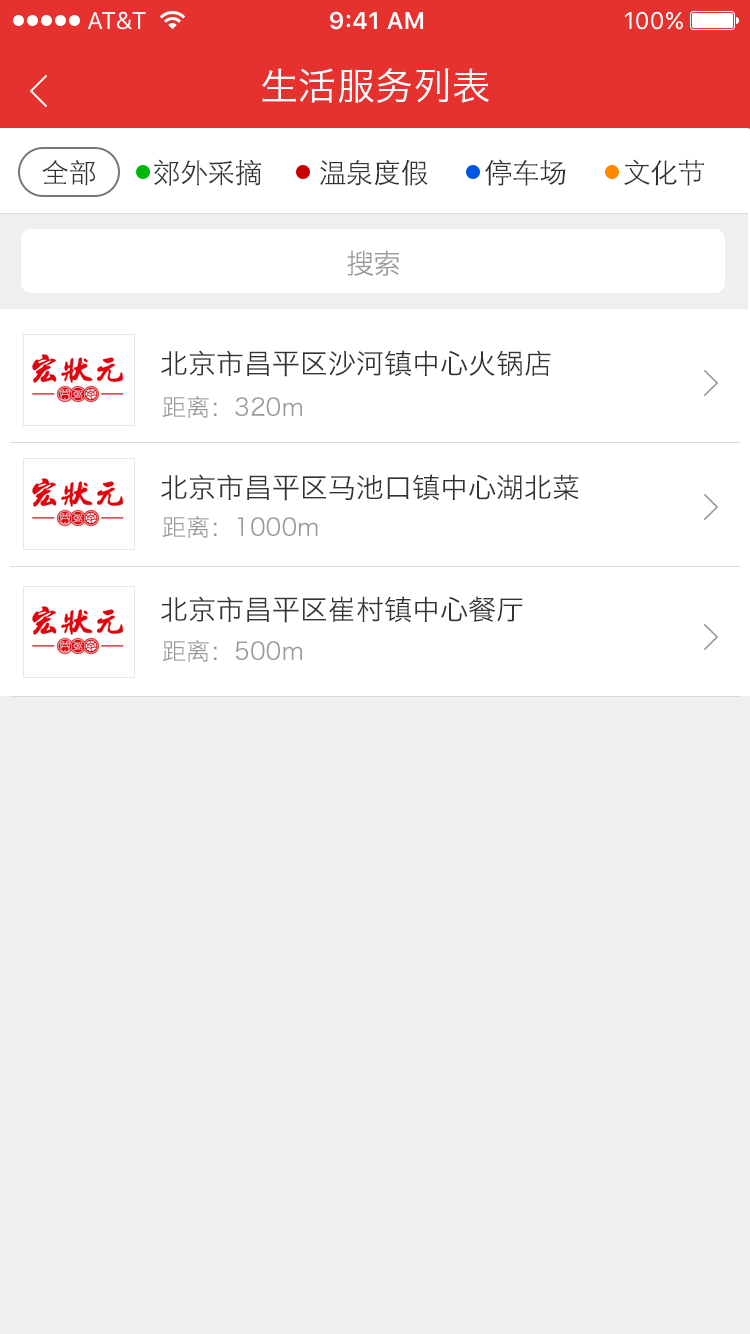 AT&T 9:41 AM 100%
生活服务列表
全部 郊外采摘 温泉度假 停车场 文化节
搜索
宏状元
北京市昌平区沙河镇中心火锅店
距离：320m
宏状元
北京市昌平区马池口镇中心湖北菜
距离：1000m
宏状元
北京市昌平区崔村镇中心餐厅
距离：500m